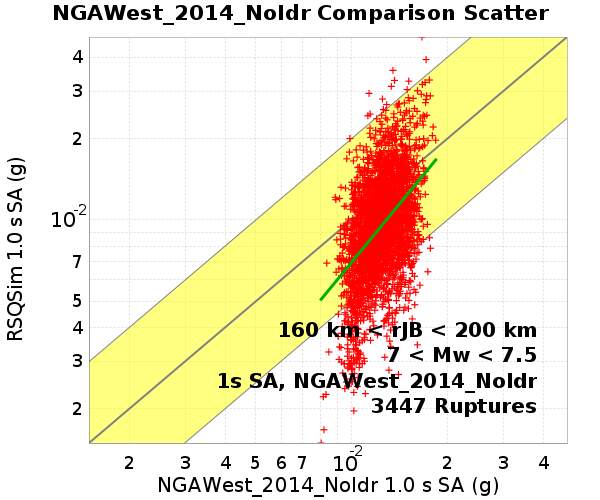 NGAWest_2014_NoIdr Comparison Scatter
4
3
2
10-2
7
5
4
3
2
RSQSim 1.0 s SA (g)
160 km < rJB < 200 km
7 < Mw < 7.5
1s SA, NGAWest_2014_NoIdr
3447 Ruptures
2 3 4 5 6 7 10-2 2 3 4
NGAWest_2014_NoIdr 1.0 s SA (g)